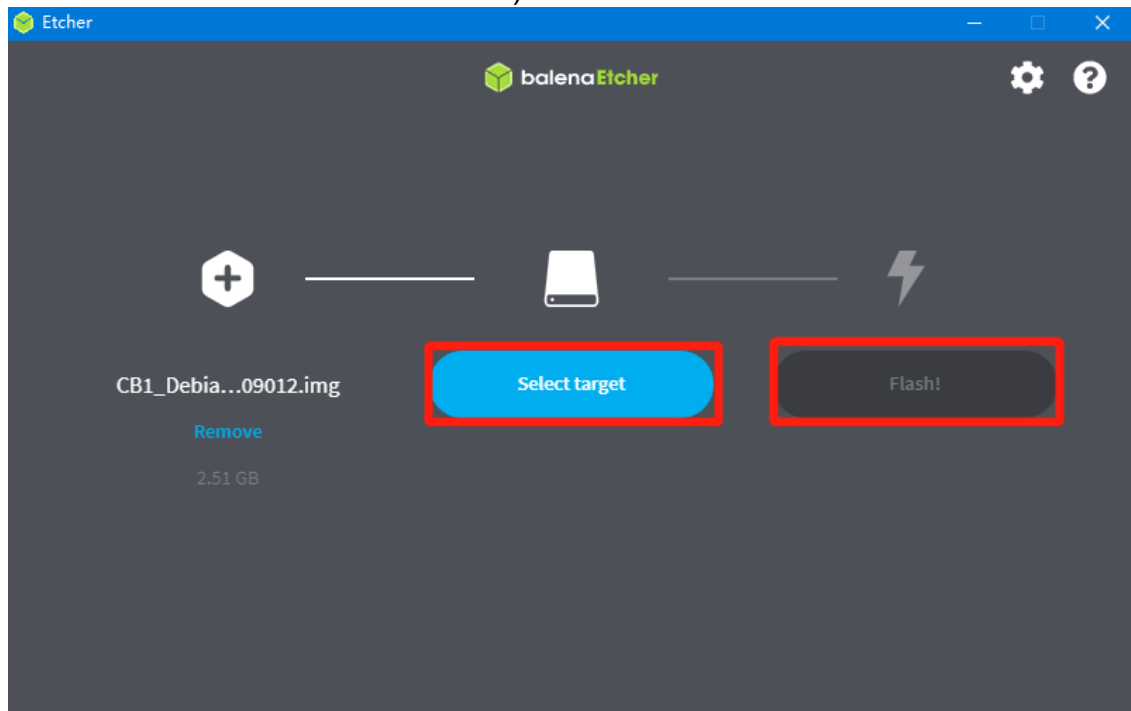 Etcher
balenaEtcher
CB1_Debia...09012.img
Select target
Flash!
Remove
2.51 GB